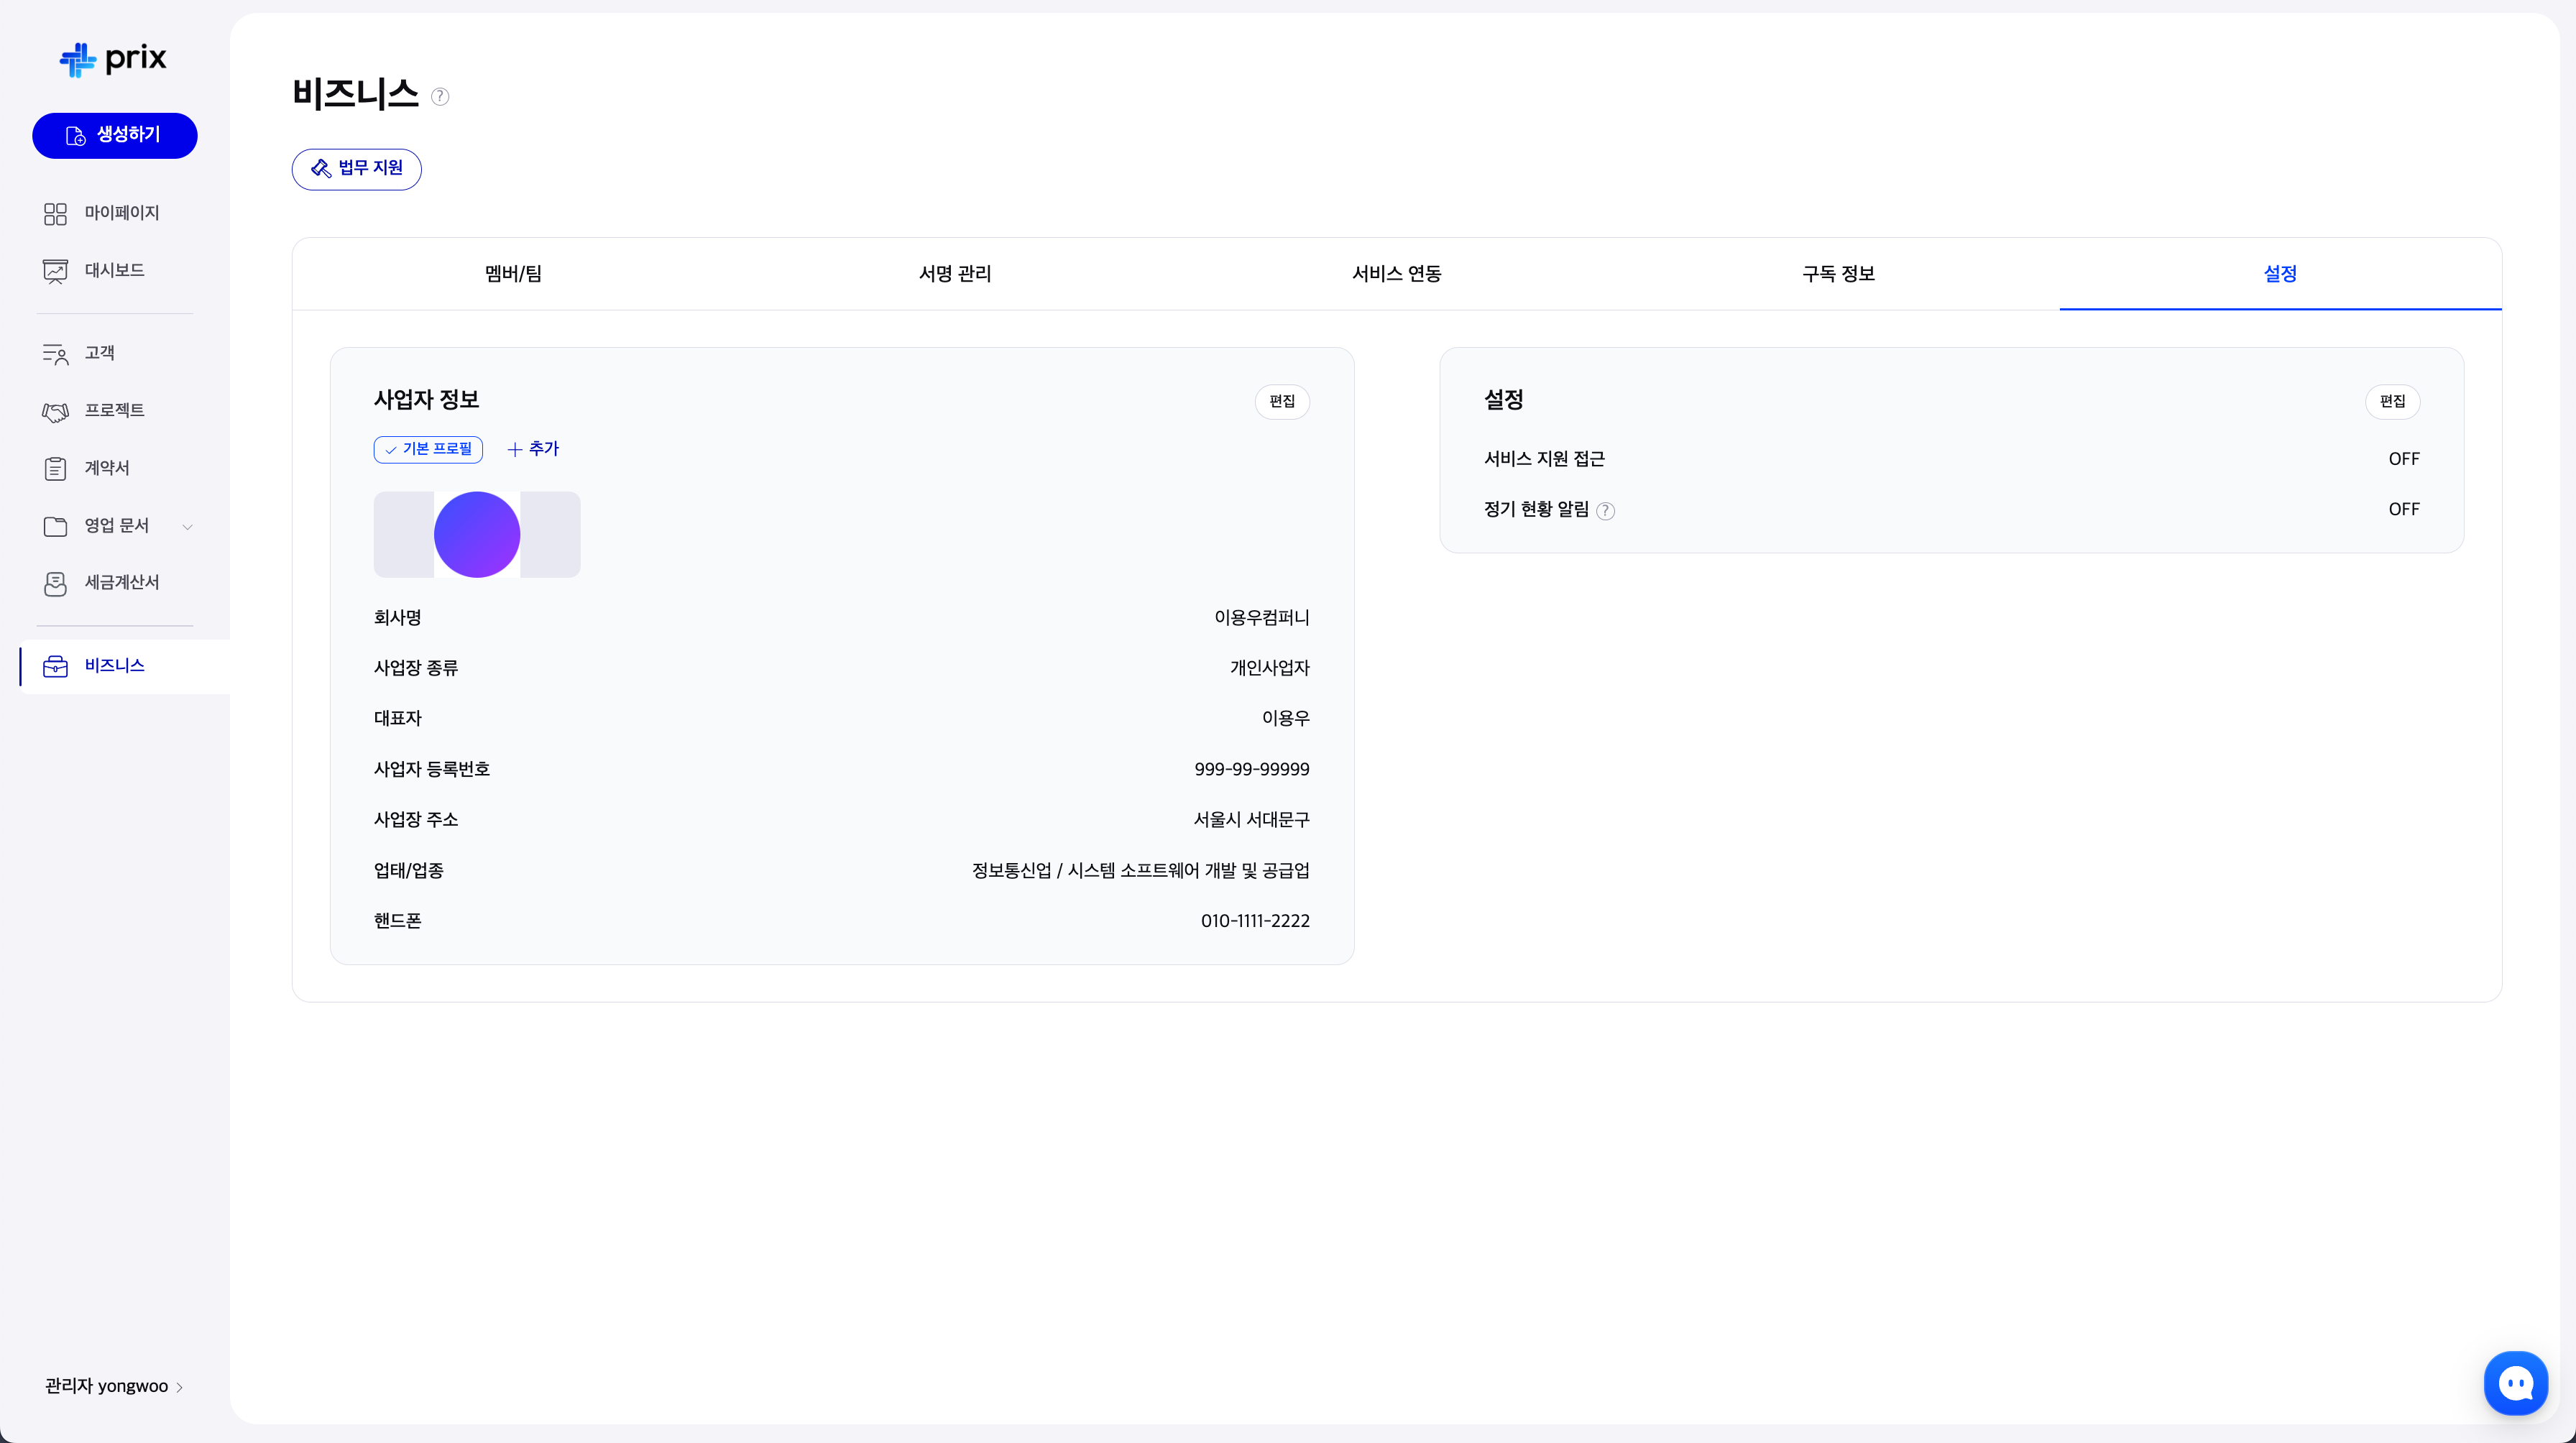 prix
생성하기
마이페이지
대시보드
고객
프로젝트
계약서
영업 문서
세금계산서
비즈니스
관리자 yongwoo
비즈니스 ?
법무 지원
멤버/팀 서명 관리 서비스 연동 구독 정보 설정
사업자 정보 편집
기본 프로필 + 추가
회사명 이용우컴퍼니
사업장 종류 개인사업자
대표자 이용우
사업자 등록번호 999-99-99999
사업장 주소 서울시 서대문구
업태/업종 정보통신업 / 시스템 소프트웨어 개발 및 공급업
핸드폰 010-1111-2222
설정 편집
서비스 지원 접근 OFF
정기 현황 알림 ? OFF